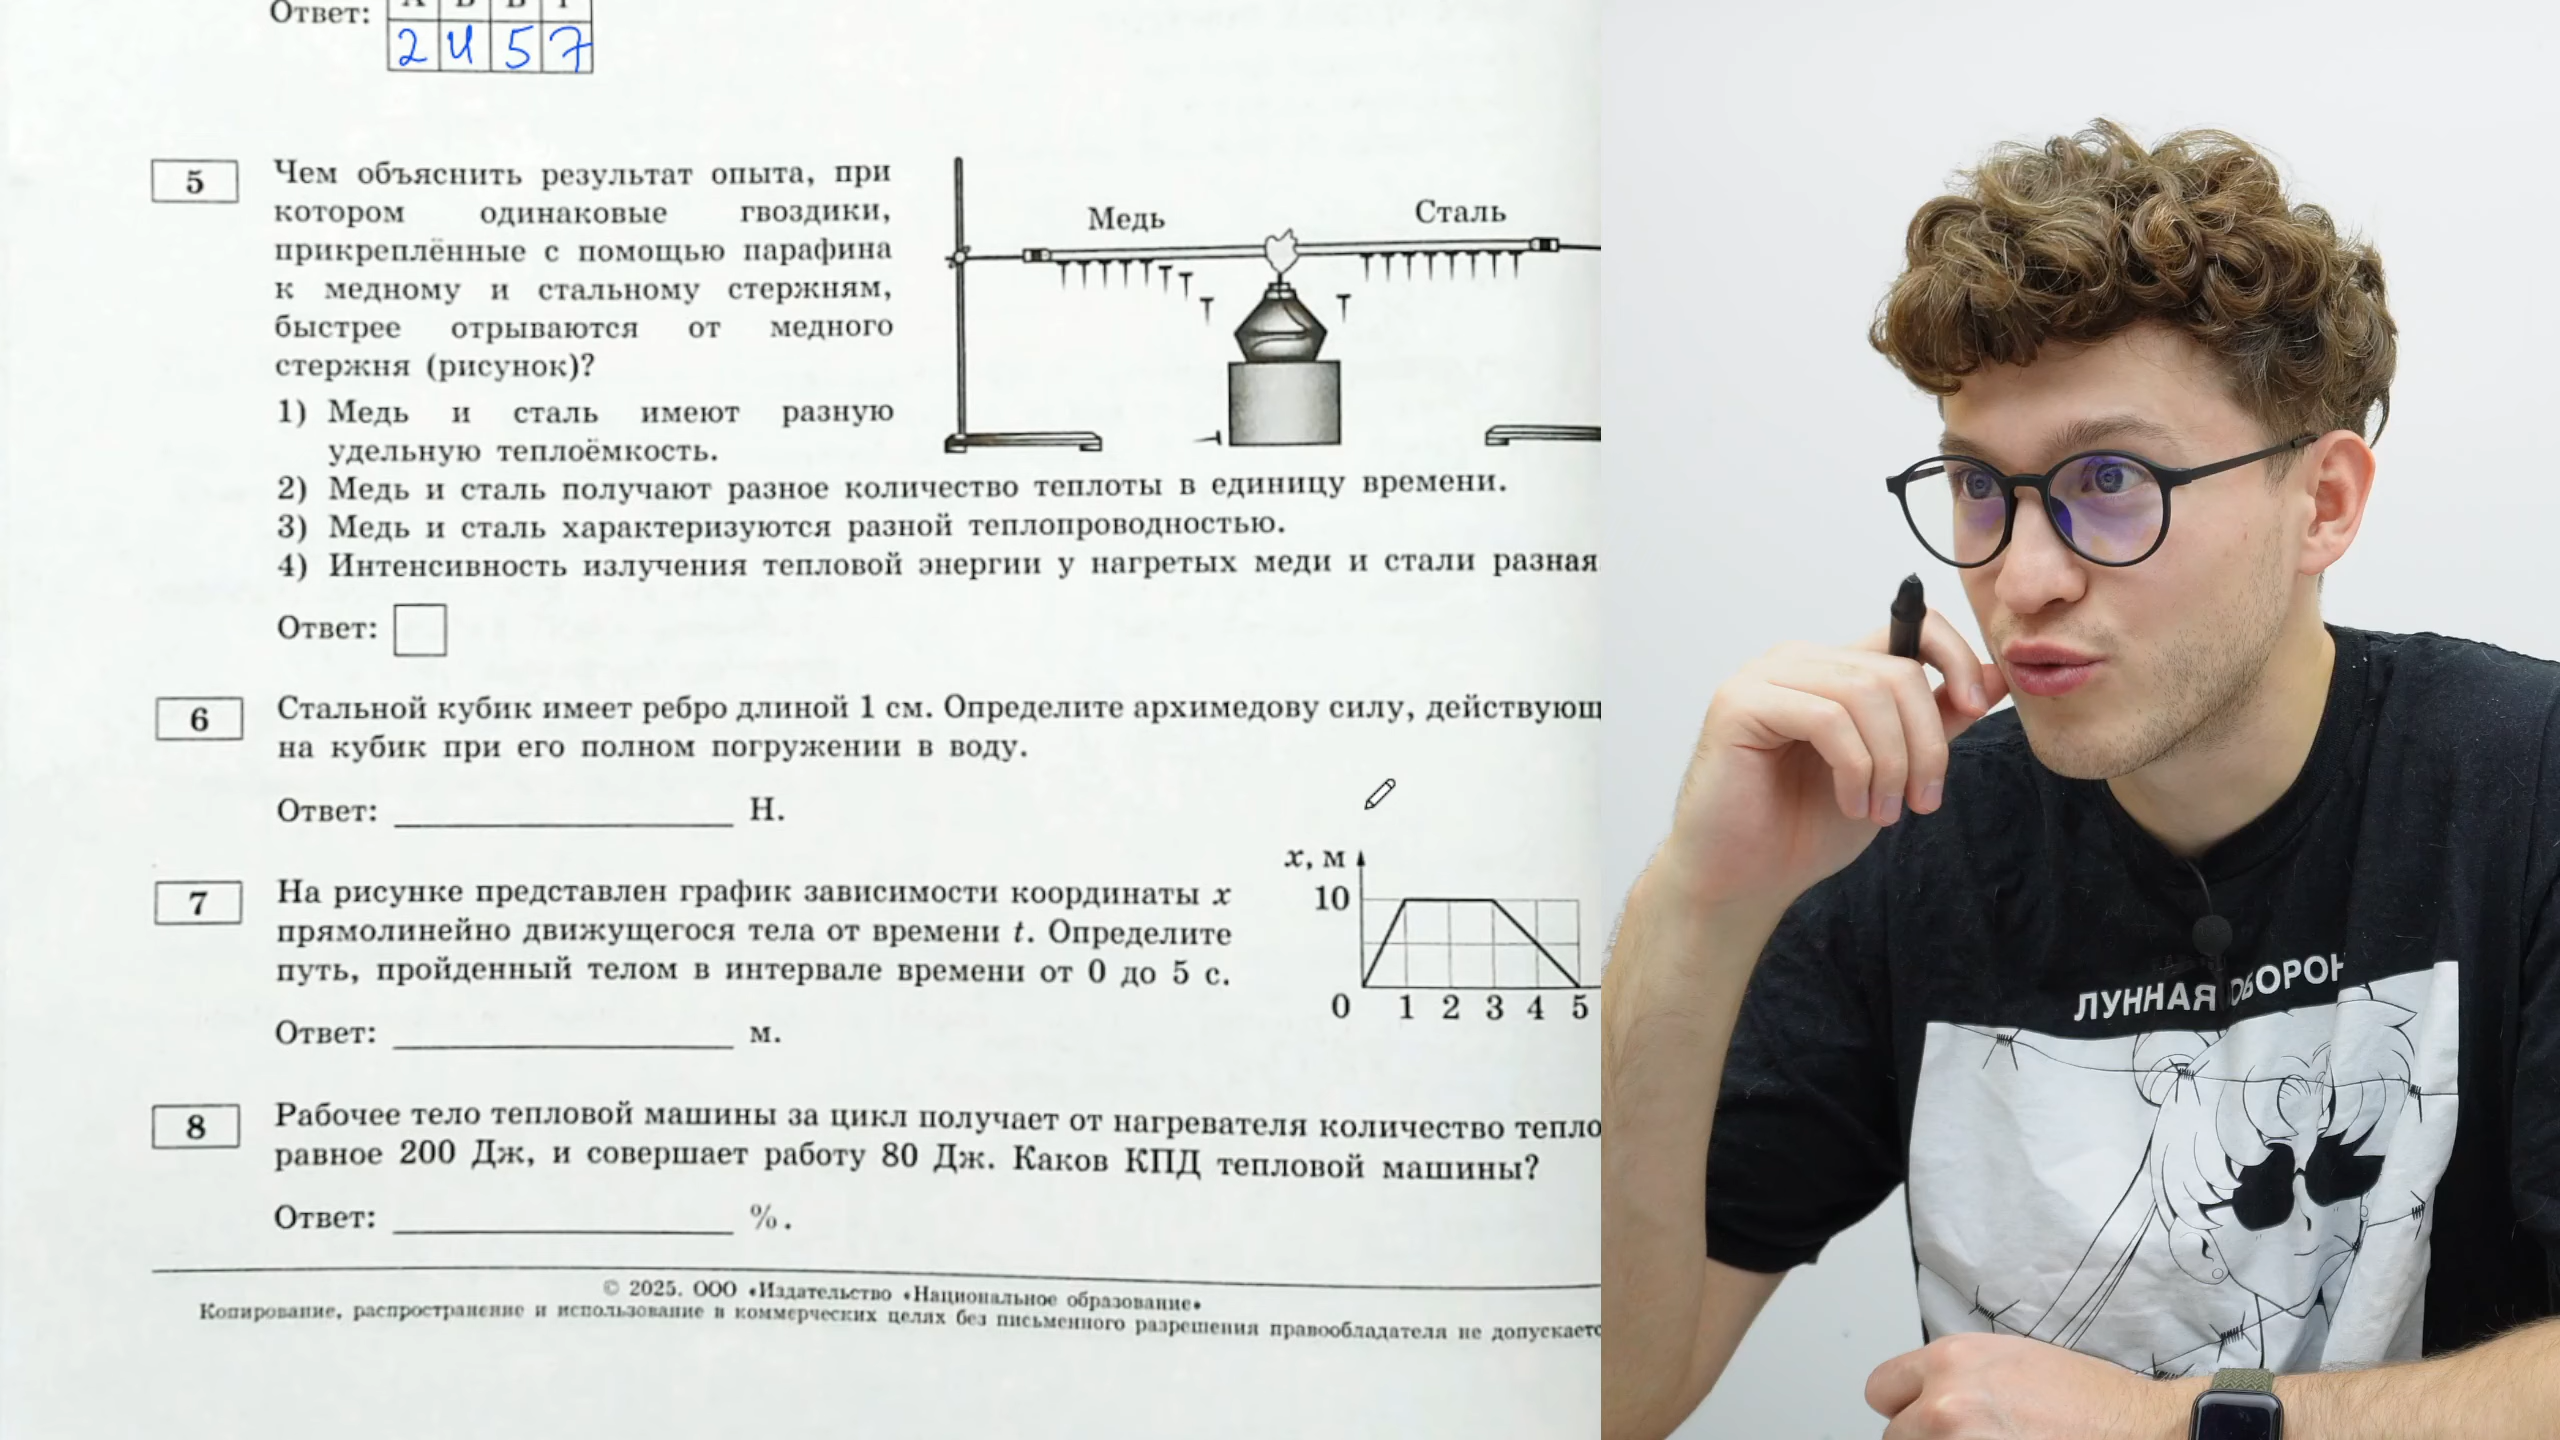 Ответ:
2 4 5 7
5
Чем объяснить результат опыта, при
котором одинаковые гвоздики,
прикреплённые с помощью парафина
к медному и стальному стержням,
быстрее отрываются от медного
стержня (рисунок)?
Медь
Сталь
1) Медь и сталь имеют разную
удельную теплоёмкость.
2) Медь и сталь получают разное количество теплоты в единицу времени.
3) Медь и сталь характеризуются разной теплопроводностью.
4) Интенсивность излучения тепловой энергии у нагретых меди и стали разная
Ответ:
6
Стальной кубик имеет ребро длиной 1 см. Определите архимедову силу, действующ
на кубик при его полном погружении в воду.
Ответ: Н.
7
На рисунке представлен график зависимости координаты x
прямолинейно движущегося тела от времени t. Определите
путь, пройденный телом в интервале времени от 0 до 5 с.
x, м
10
0 1 2 3 4 5
Ответ: м.
8
Рабочее тело тепловой машины за цикл получает от нагревателя количество тепло
равное 200 Дж, и совершает работу 80 Дж. Каков КПД тепловой машины?
Ответ: %.
© 2025. ООО «Издательство «Национальное образование»
Копирование, распространение и использование в коммерческих целях без письменного разрешения правообладателя не допускаетс
ЛУННАЯ ОБОРОН